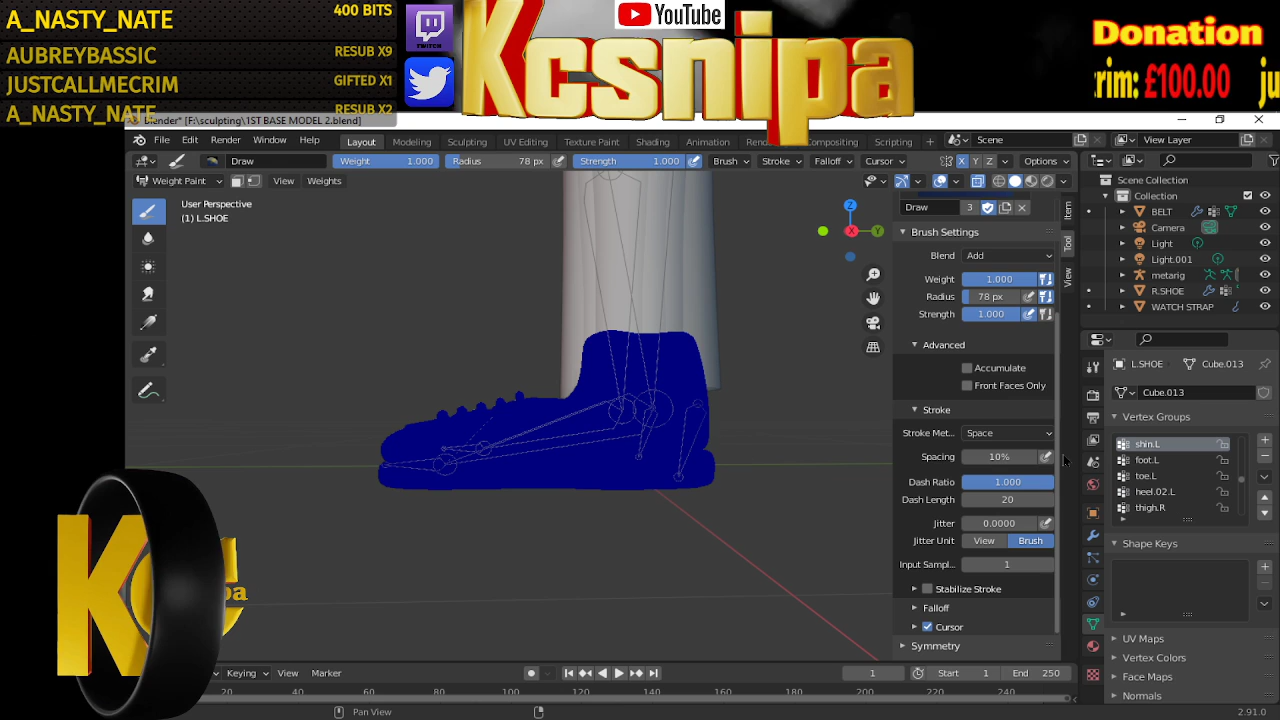 A_NASTY_NATE 400 BITS
AUBREYBASSIC RESUB X9
JUSTCALLMECRIM GIFTED X1
A_NASTY_NATE RESUB X2
TWITCH
YouTube
Kcsnipa
Donation
rim: £100.00 ju
Blender* [F:\sculpting\1ST BASE MODEL 2.blend]
File Edit Render Window Help Layout Modeling Sculpting UV Editing Texture Paint Shading Animation Compositing Scripting + Scene View Layer
Draw Weight 1.000 Radius 78 px Strength 1.000 Brush Stroke Falloff Cursor X Y Z Options
Weight Paint View Weights
User Perspective
(1) L.SHOE
Z
X
Y
Item
Tool
View
Draw 3
Brush Settings
Blend Add
Weight 1.000
Radius 78 px
Strength 1.000
Advanced
Accumulate
Front Faces Only
Stroke
Stroke Met... Space
Spacing 10%
Dash Ratio 1.000
Dash Length 20
Jitter 0.0000
Jitter Unit View Brush
Input Sampl... 1
Stabilize Stroke
Falloff
Cursor
Symmetry
Scene Collection
Collection
BELT
Camera
Light
Light.001
metarig
R.SHOE
WATCH STRAP
L.SHOE Cube.013
Cube.013
Vertex Groups
shin.L
foot.L
toe.L
heel.02.L
thigh.R
Shape Keys
UV Maps
Vertex Colors
Face Maps
Normals
Keying View Marker 1 Start 1 End 250
20 40 60 80 100 120 140 160 180 200 220 240
Pan View 2.91.0
K